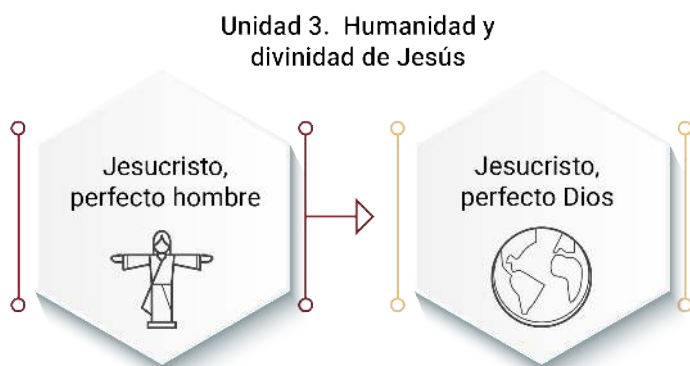 Unidad 3. Humanidad y
divinidad de Jesús
Jesucristo,
perfecto hombre
Jesucristo,
perfecto Dios